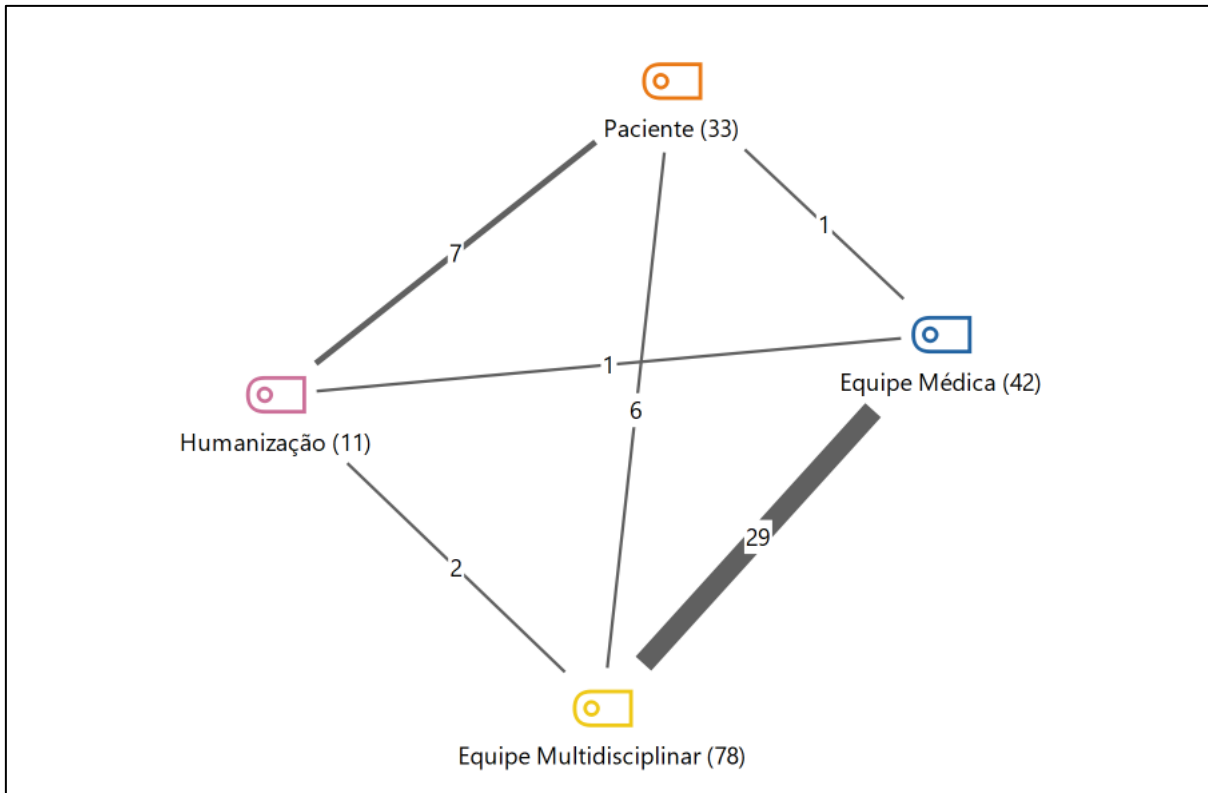 Paciente (33)
7
1
1
Equipe Médica (42)
6
Humanização (11)
29
2
Equipe Multidisciplinar (78)